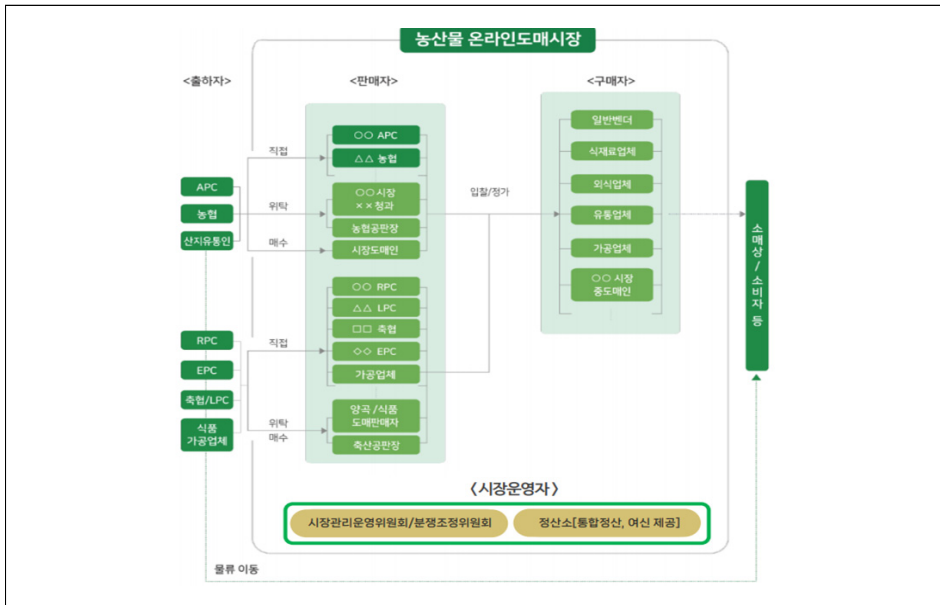 농산물 온라인도매시장
<출하자>
<판매자>
<구매자>
직접
위탁
매수
APC
농협
산지유통인
○○ APC
△△ 농협
○○시장
××청과
농협공판장
시장도매인
입찰/정가
일반벤더
식재료업체
외식업체
유통업체
가공업체
○○ 시장
중도매인
소매상/소비자 등
RPC
EPC
축협/LPC
식품
가공업체
직접
위탁
매수
○○ RPC
△△ LPC
□□ 축협
◇◇ EPC
가공업체
양곡/식품
도매판매자
축산공판장
〈시장운영자〉
시장관리운영위원회/분쟁조정위원회
정산소[통합정산, 여신 제공]
물류 이동